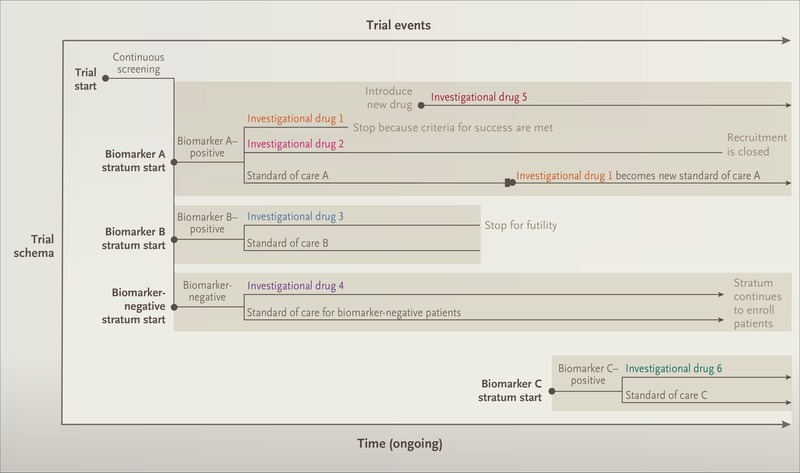 Trial events
Continuous
screening
Trial
start
Introduce
new drug
Investigational drug 5
Investigational drug 1
Stop because criteria for success are met
Biomarker A–
positive
Investigational drug 2
Recruitment
is closed
Biomarker A
stratum start
Standard of care A
Investigational drug 1 becomes new standard of care A
Biomarker B–
positive
Investigational drug 3
Stop for futility
Biomarker B
stratum start
Standard of care B
Trial
schema
Biomarker-
negative
Investigational drug 4
Stratum
continues
to enroll
patients
Biomarker-
negative
stratum start
Standard of care for biomarker-negative patients
Biomarker C–
positive
Investigational drug 6
Biomarker C
stratum start
Standard of care C
Time (ongoing)